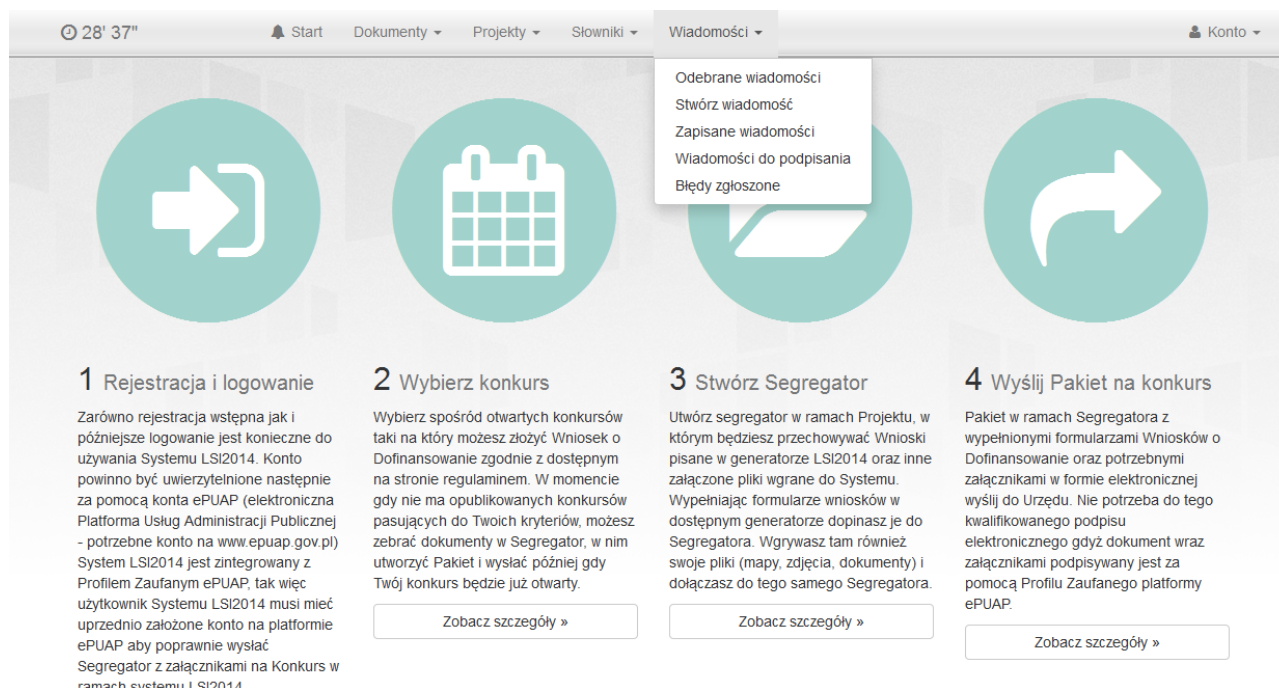 28' 37"
Start
Dokumenty
Projekty
Słowniki
Wiadomości
Konto
Odebrane wiadomości
Stwórz wiadomość
Zapisane wiadomości
Wiadomości do podpisania
Błędy zgłoszone
1 Rejestracja i logowanie
Zarówno rejestracja wstępna jak i
późniejsze logowanie jest konieczne do
używania Systemu LSI2014. Konto
powinno być uwierzytelnione następnie
za pomocą konta ePUAP (elektroniczna
Platforma Usług Administracji Publicznej
- potrzebne konto na www.epuap.gov.pl)
System LSI2014 jest zintegrowany z
Profilem Zaufanym ePUAP, tak więc
użytkownik Systemu LSI2014 musi mieć
uprzednio założone konto na platformie
ePUAP aby poprawnie wysłać
Segregator z załącznikami na Konkurs w
ramach systemu LSI2014
2 Wybierz konkurs
Wybierz spośród otwartych konkursów
taki na który możesz złożyć Wniosek o
Dofinansowanie zgodnie z dostępnym
na stronie regulaminem. W momencie
gdy nie ma opublikowanych konkursów
pasujących do Twoich kryteriów, możesz
zebrać dokumenty w Segregator, w nim
utworzyć Pakiet i wysłać później gdy
Twój konkurs będzie już otwarty.
Zobacz szczegóły »
3 Stwórz Segregator
Utwórz segregator w ramach Projektu, w
którym będziesz przechowywać Wnioski
pisane w generatorze LSI2014 oraz inne
załączone pliki wgrane do Systemu.
Wypełniając formularze wniosków w
dostępnym generatorze dopinasz je do
Segregatora. Wgrywasz tam również
swoje pliki (mapy, zdjęcia, dokumenty) i
dołączasz do tego samego Segregatora.
Zobacz szczegóły »
4 Wyślij Pakiet na konkurs
Pakiet w ramach Segregatora z
wypełnionymi formularzami Wniosków o
Dofinansowanie oraz potrzebnymi
załącznikami w formie elektronicznej
wyślij do Urzędu. Nie potrzeba do tego
kwalifikowanego podpisu
elektronicznego gdyż dokument wraz
załącznikami podpisywany jest za
pomocą Profilu Zaufanego platformy
ePUAP.
Zobacz szczegóły »